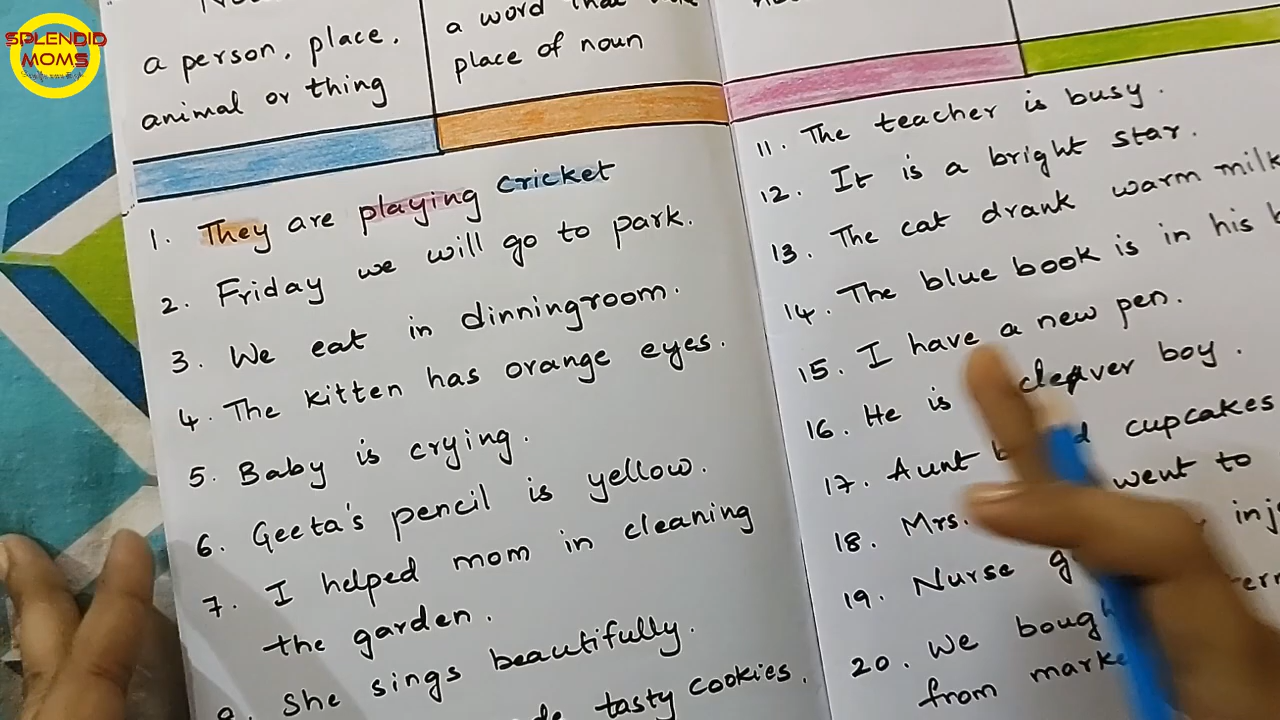 SPLENDID
MOMS
a person, place,
animal or thing
a word that
place of noun
1. They are playing cricket
2. Friday we will go to park.
3. We eat in dinningroom.
4. The kitten has orange eyes.
5. Baby is crying.
6. Geeta's pencil is yellow.
7. I helped mom in cleaning
the garden.
She sings beautifully.
tasty cookies.
11. The teacher is busy.
12. It is a bright star.
13. The cat drank warm milk
14. The blue book is in his
15. I have a new pen.
16. He is clever boy.
17. Aunt cupcakes
18. Mrs. went to
19. Nurse
20. We bought
from